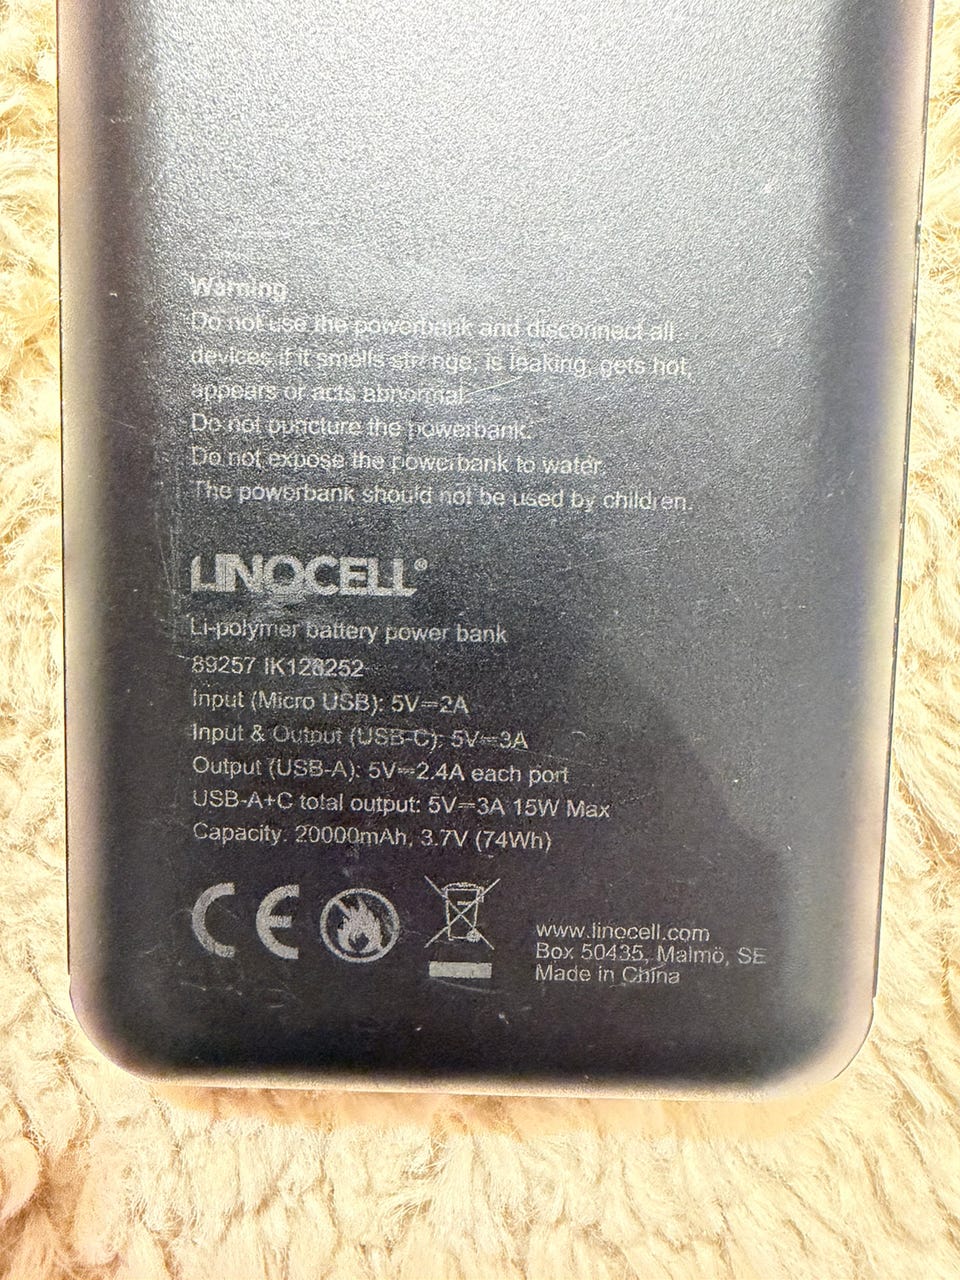 Warning
Do not use the powerbank and disconnect all
devices if it smells strange, is leaking, gets hot,
appears or acts abnormal.
Do not puncture the powerbank.
Do not expose the powerbank to water.
The powerbank should not be used by children.
LINOCELL®
Li-polymer battery power bank
89257 IK128252
Input (Micro USB): 5V⎓2A
Input & Output (USB-C): 5V⎓3A
Output (USB-A): 5V⎓2.4A each port
USB-A+C total output: 5V⎓3A 15W Max
Capacity: 20000mAh, 3.7V (74Wh)
CE
www.linocell.com
Box 50435, Malmö, SE
Made in China